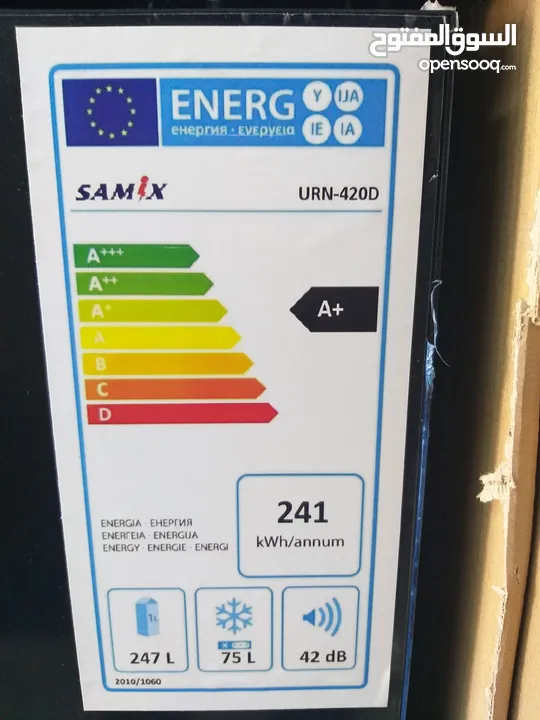 السوق المفتوح
opensooq.com
ENERG
Y IJA
IE IA
енергия · ενεργεια
SAMIX
URN-420D
A+++
A++
A+
A
B
C
D
A+
241
kWh/annum
ENERGIA · ЕНЕРГИЯ
ΕΝΕΡΓΕΙΑ · ENERGIJA
ENERGY · ENERGIE · ENERGI
247 L
75 L
42 dB
2010/1060